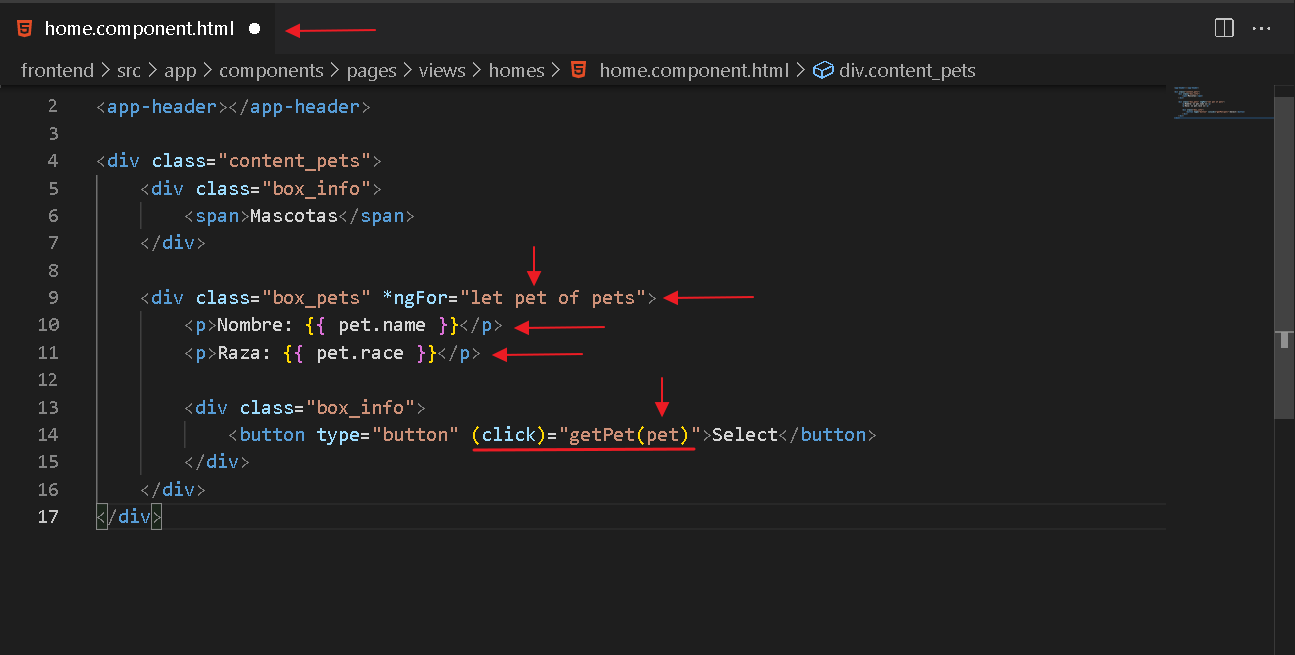 home.component.html
frontend > src > app > components > pages > views > homes > home.component.html > div.content_pets
2 <app-header></app-header>
3
4 <div class="content_pets">
5 <div class="box_info">
6 <span>Mascotas</span>
7 </div>
8
9 <div class="box_pets" *ngFor="let pet of pets">
10 <p>Nombre: {{ pet.name }}</p>
11 <p>Raza: {{ pet.race }}</p>
12
13 <div class="box_info">
14 <button type="button" (click)="getPet(pet)">Select</button>
15 </div>
16 </div>
17 </div>